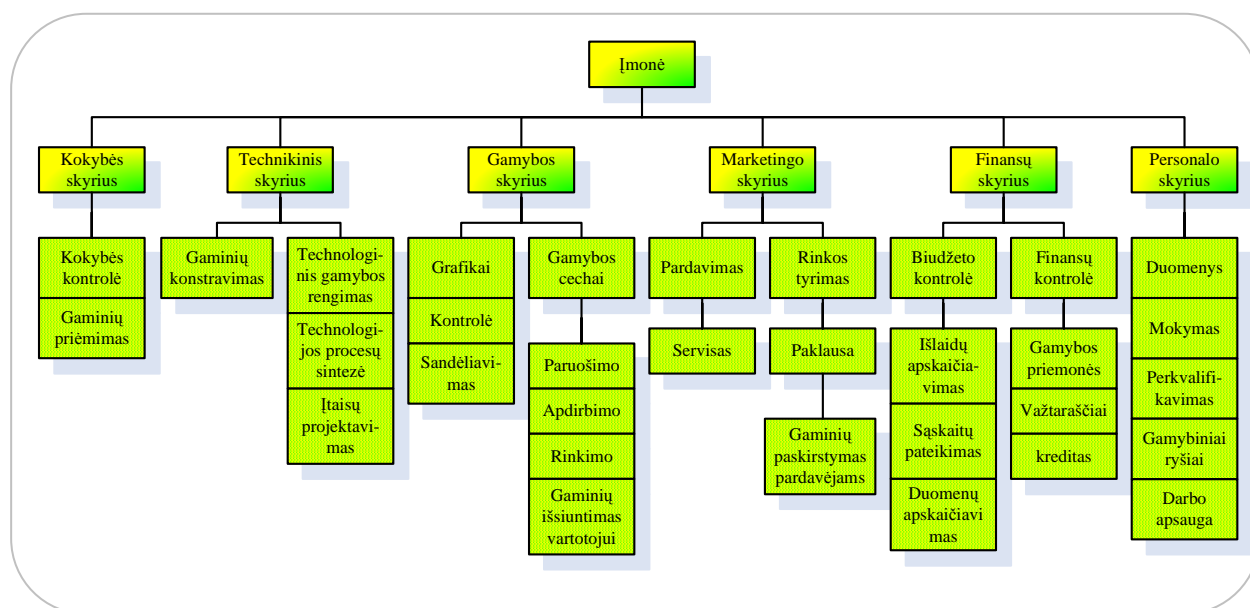 Įmonė
Kokybės
skyrius
Technikinis
skyrius
Gamybos
skyrius
Marketingo
skyrius
Finansų
skyrius
Personalo
skyrius
Kokybės
kontrolė
Gaminių
priėmimas
Gaminių
konstravimas
Technologi-
nis gamybos
rengimas
Technologi-
jos procesų
sintezė
Įtaisų
projektavi-
mas
Grafikai
Kontrolė
Sandėliavi-
mas
Gamybos
cechai
Paruošimo
Apdirbimo
Rinkimo
Gaminių
išsiuntimas
vartotojui
Pardavimas
Servisas
Rinkos
tyrimas
Paklausa
Gaminių
paskirstymas
pardavėjams
Biudžeto
kontrolė
Išlaidų
apskaičia-
vimas
Sąskaitų
pateikimas
Duomenų
apskaičiavi
mas
Finansų
kontrolė
Gamybos
priemonės
Važtaraščiai
kreditas
Duomenys
Mokymas
Perkvalifi-
kavimas
Gamybiniai
ryšiai
Darbo
apsauga